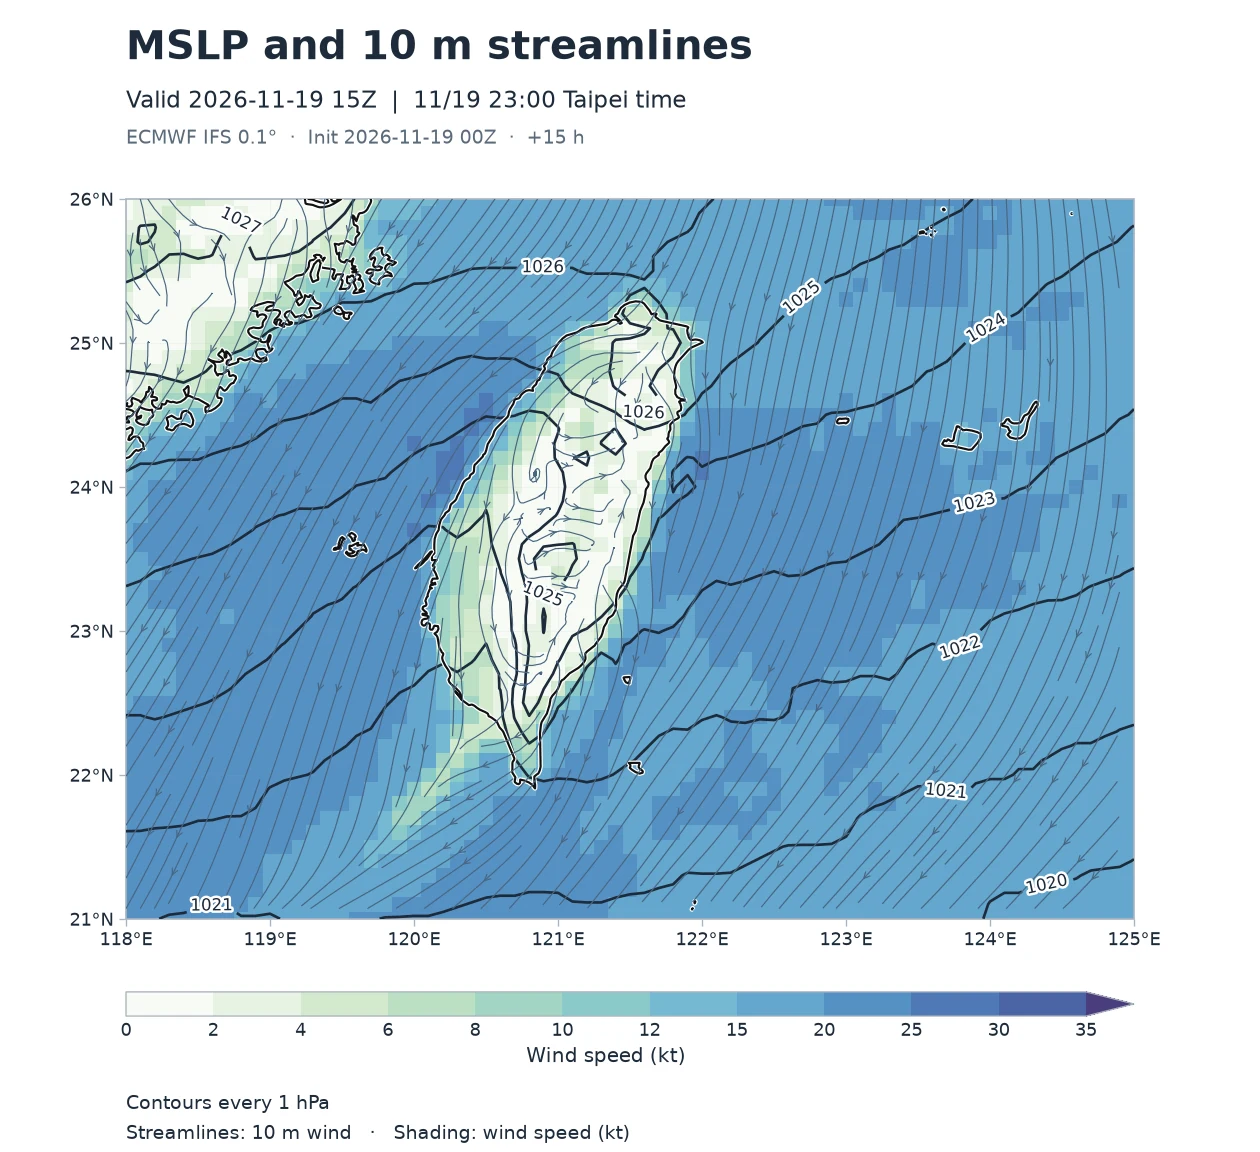 MSLP and 10 m streamlines
Valid 2026-11-19 15Z | 11/19 23:00 Taipei time
ECMWF IFS 0.1° · Init 2026-11-19 00Z · +15 h
26°N
25°N
24°N
23°N
22°N
21°N
1027
1026
1025
1024
1026
1023
1025
1022
1021
1020
1021
118°E 119°E 120°E 121°E 122°E 123°E 124°E 125°E
0 2 4 6 8 10 12 15 20 25 30 35
Wind speed (kt)
Contours every 1 hPa
Streamlines: 10 m wind · Shading: wind speed (kt)